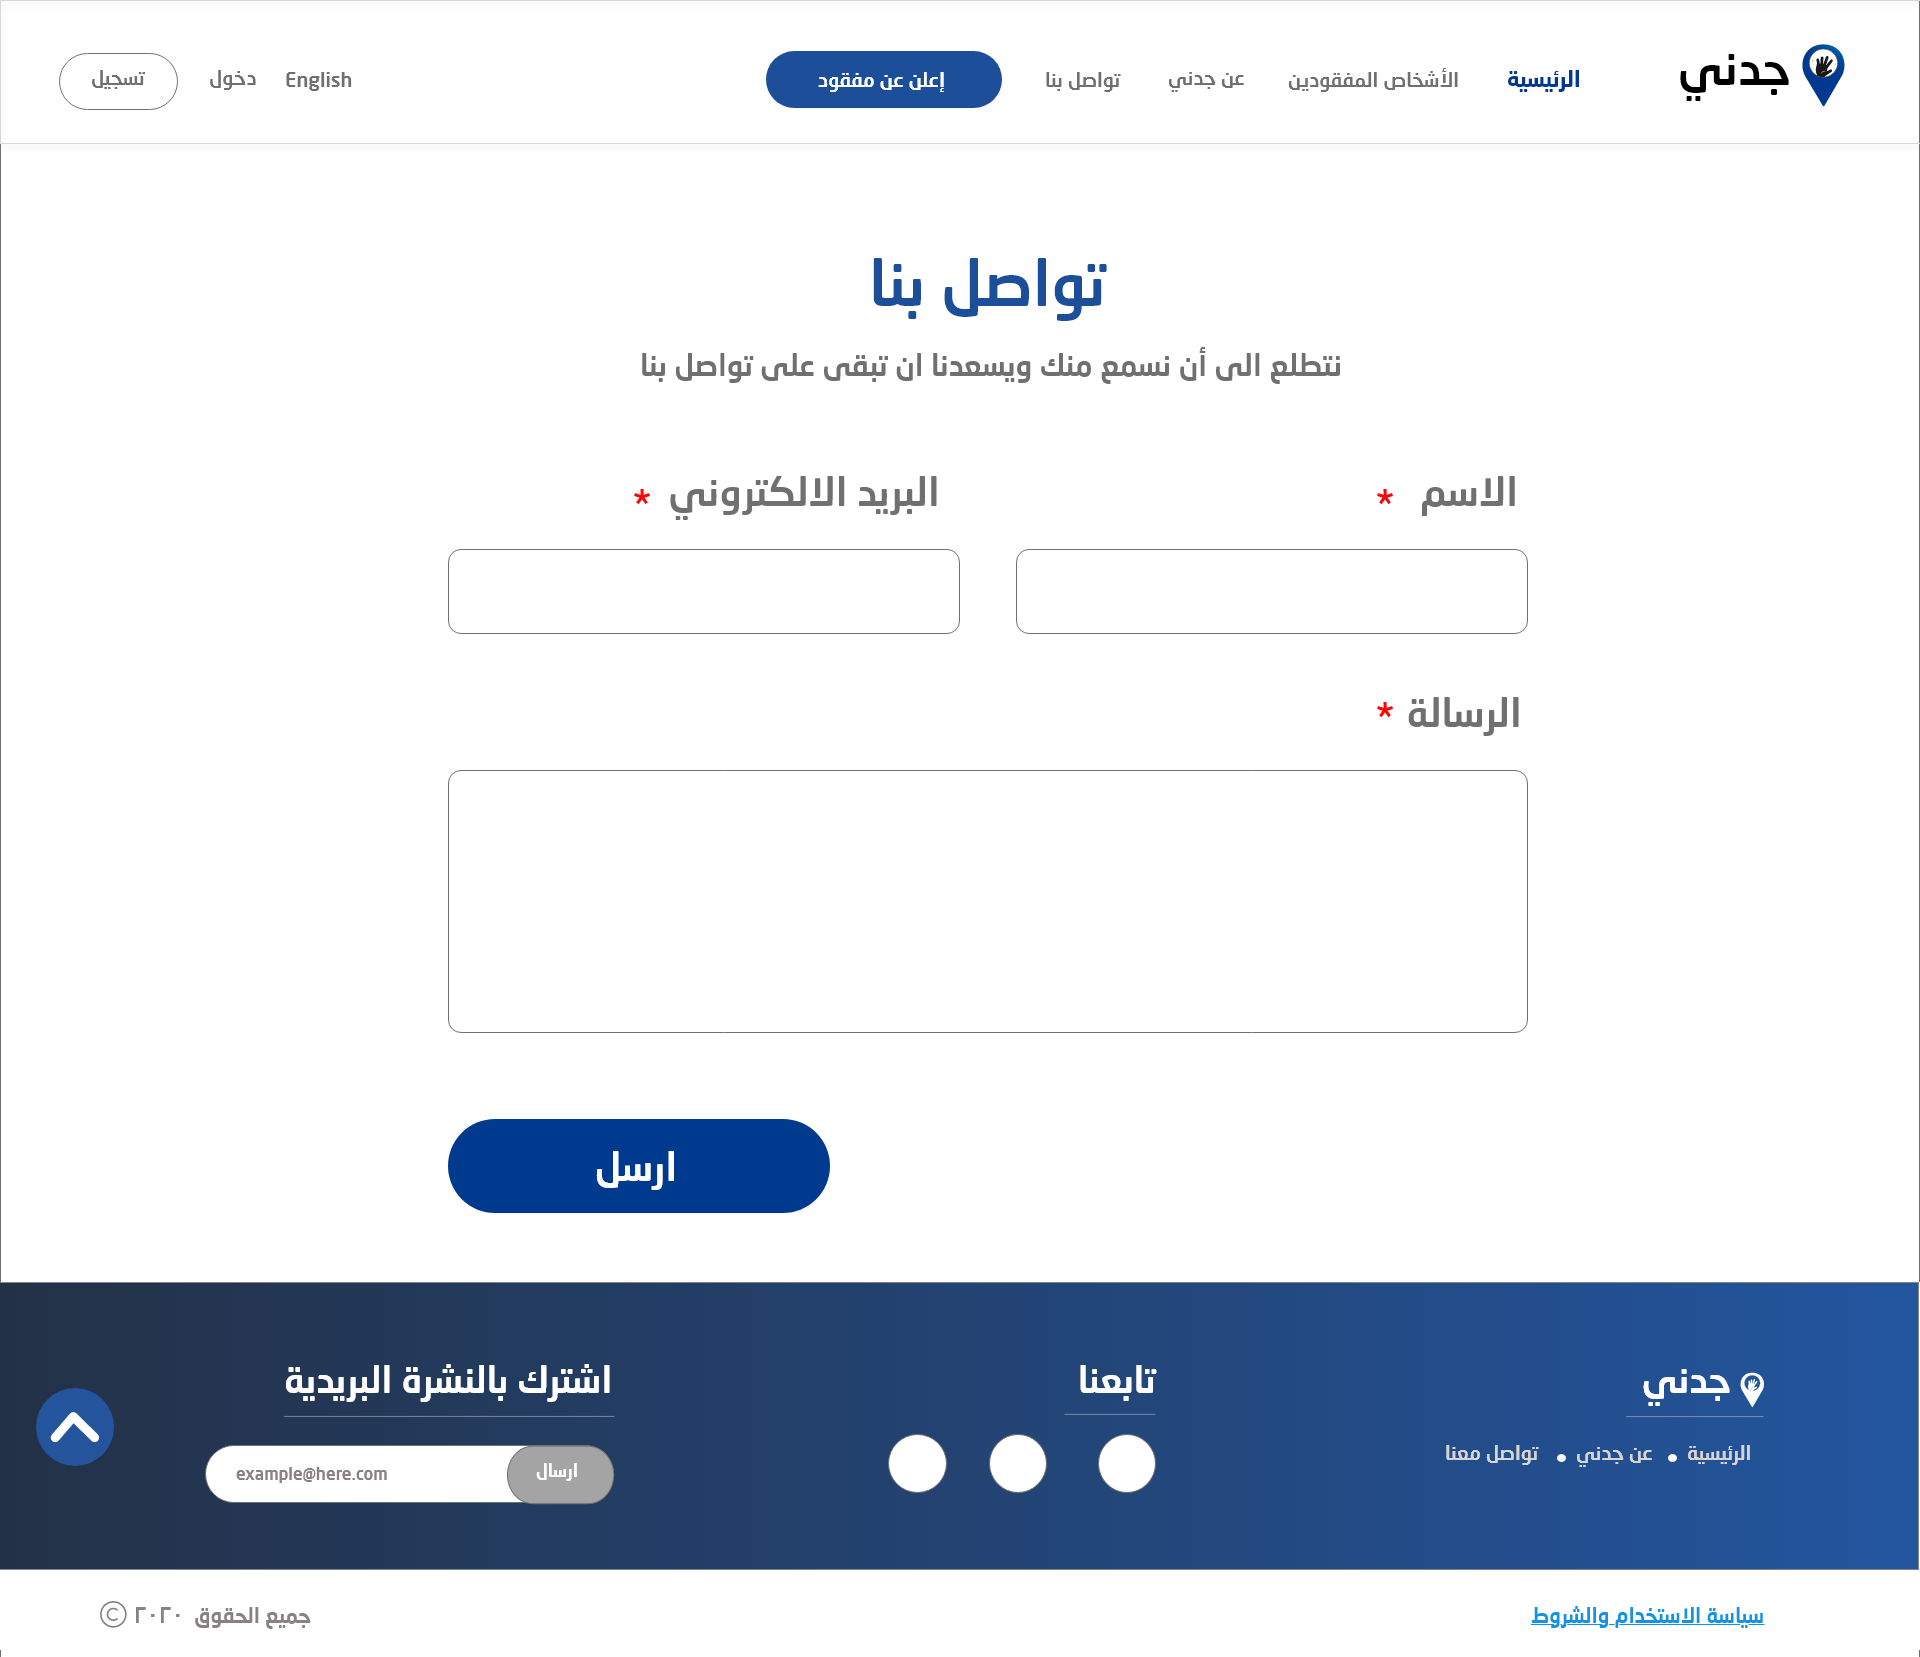 جدني
الرئيسية
الأشخاص المفقودين
عن جدني
تواصل بنا
إعلن عن مفقود
English
دخول
تسجيل
تواصل بنا
نتطلع الى أن نسمع منك ويسعدنا ان تبقى على تواصل بنا
الاسم *
البريد الالكتروني *
الرسالة *
ارسل
جدني
الرئيسية • عن جدني • تواصل معنا
تابعنا
اشترك بالنشرة البريدية
example@here.com
ارسال
سياسة الاستخدام والشروط
جميع الحقوق ٢٠٢٠ ©